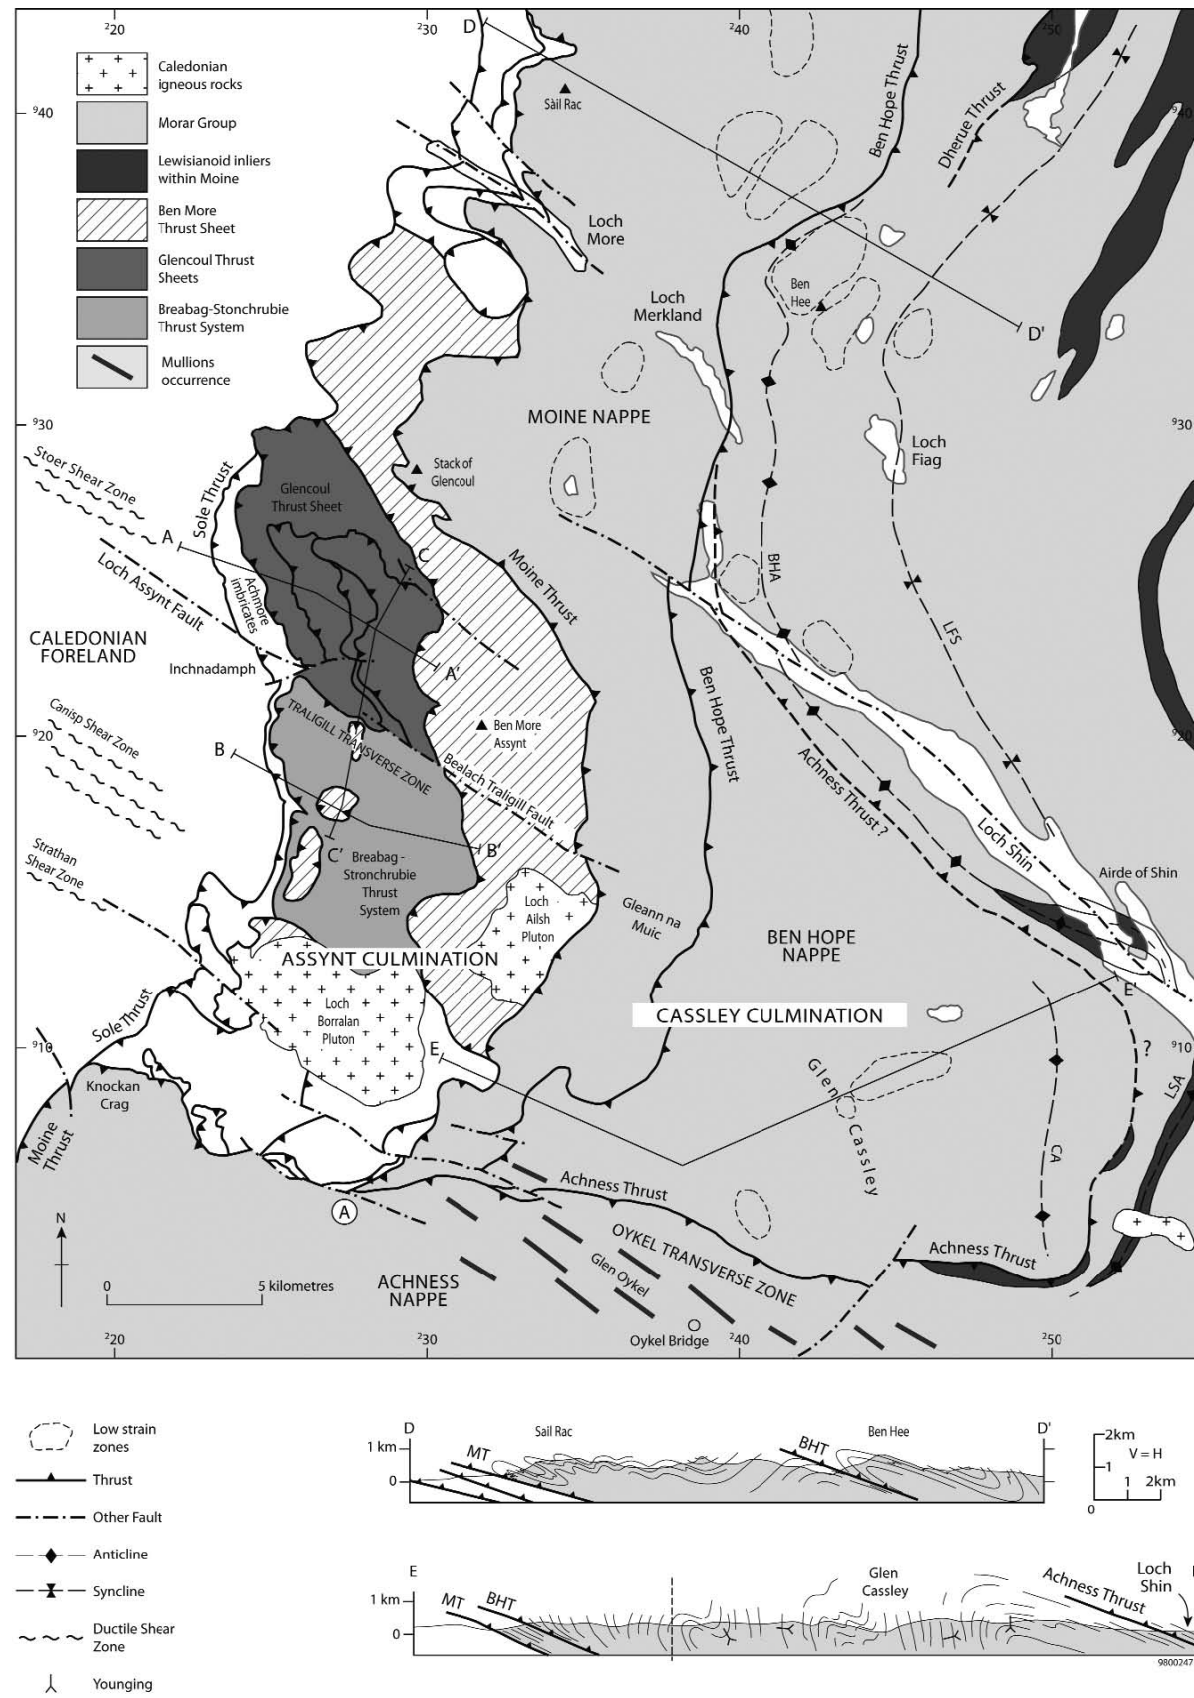 ²20
²30
D
²40
²50
Caledonian
igneous rocks
Morar Group
Lewisianoid inliers
within Moine
Ben More
Thrust Sheet
Glencoul Thrust
Sheets
Breabag-Stonchrubie
Thrust System
Mullions
occurrence
⁹40
Sàil Rac
Ben Hope Thrust
Dherue Thrust
⁹40
Loch
More
Loch
Merkland
Ben
Hee
D'
MOINE NAPPE
⁹30
⁹30
Loch
Fiag
Stoer Shear Zone
Sole Thrust
Stack of
Glencoul
Glencoul
Thrust Sheet
A
C
Loch Assynt Fault
Achmore
imbricates
Moine Thrust
BHA
LFS
CALEDONIAN
FORELAND
Inchnadamph
A'
Ben Hope Thrust
Canisp Shear Zone
⁹20
B
TRALIGILL TRANSVERSE ZONE
Ben More
Assynt
Bealach Traligill Fault
Achness Thrust ?
⁹20
Loch Shin
Strathan
Shear Zone
C'
B'
Breabag -
Stronchrubie
Thrust
System
Loch
Ailsh
Pluton
Gleann na
Muic
Airde of Shin
BEN HOPE
NAPPE
ASSYNT CULMINATION
CASSLEY CULMINATION
E'
Sole Thrust
Loch
Borralan
Pluton
E
⁹10
?
⁹10
Knockan
Crag
Moine
Thrust
Glen
Cassley
CA
LSA
Achness Thrust
A
N
OYKEL TRANSVERSE ZONE
Achness Thrust
0
5 kilometres
ACHNESS
NAPPE
Glen Oykel
Oykel Bridge
²20
²30
²40
²50
Low strain
zones
Thrust
Other Fault
Anticline
Syncline
Ductile Shear
Zone
Younging
D
Sail Rac
Ben Hee
D'
1 km
0
MT
BHT
2km
V = H
1
1
2km
0
E
Glen
Cassley
Achness Thrust
Loch
Shin
1 km
0
MT
BHT
9800247